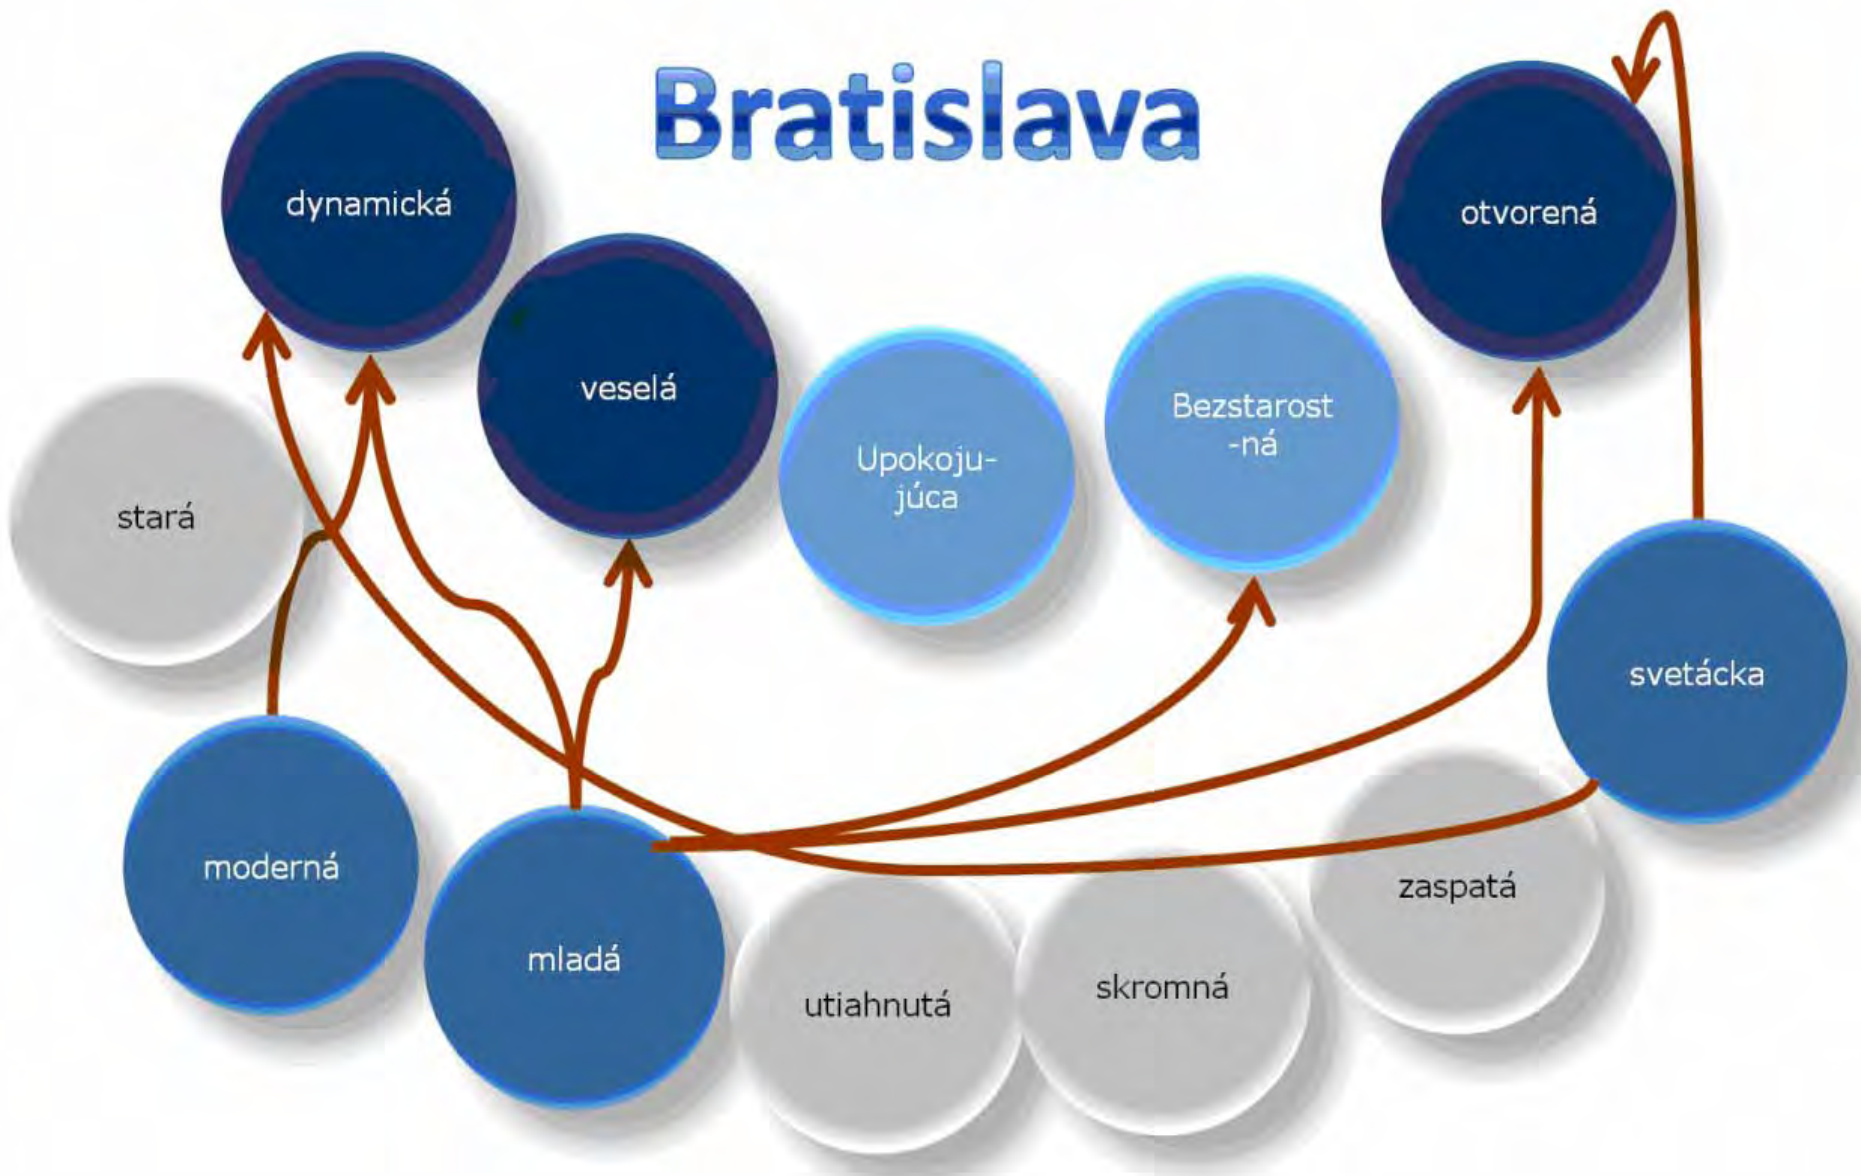 Bratislava
dynamická
otvorená
veselá
Bezstarost
-ná
Upokoju-
júca
stará
svetácka
moderná
mladá
zaspatá
utiahnutá
skromná